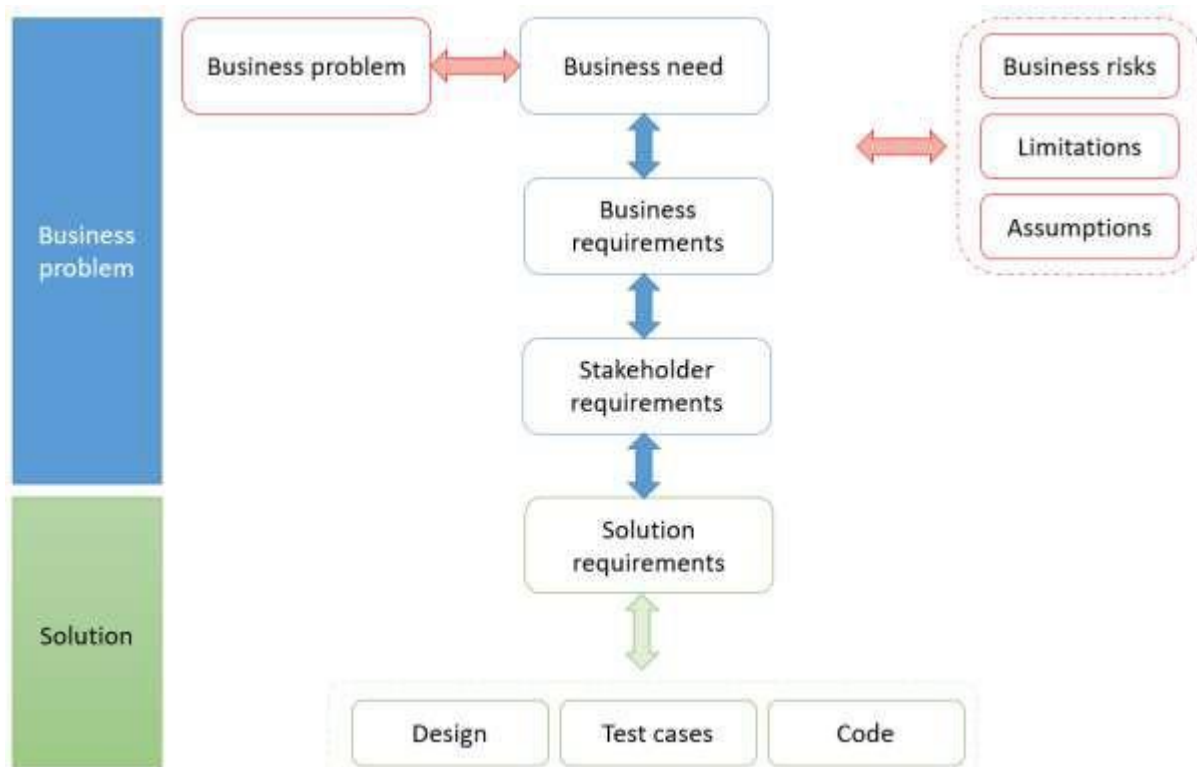 Business problem
Business need
Business risks
Limitations
Assumptions
Business
requirements
Business
problem
Stakeholder
requirements
Solution
requirements
Solution
Design
Test cases
Code